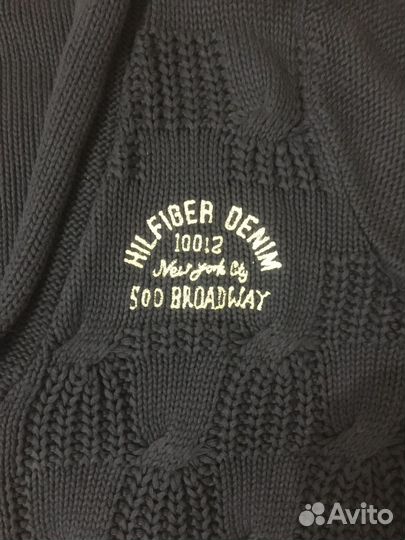 HILFIGER DENIM
10012
New York City
500 BROADWAY
Avito